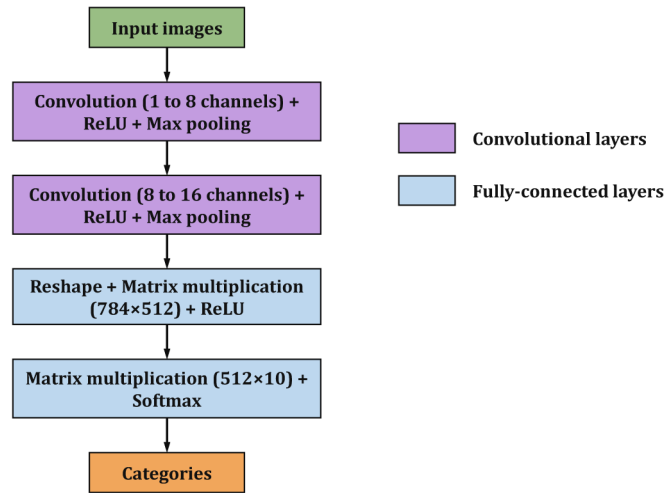 Input images
Convolution (1 to 8 channels) +
ReLU + Max pooling
Convolution (8 to 16 channels) +
ReLU + Max pooling
Reshape + Matrix multiplication
(784×512) + ReLU
Matrix multiplication (512×10) +
Softmax
Categories
Convolutional layers
Fully-connected layers